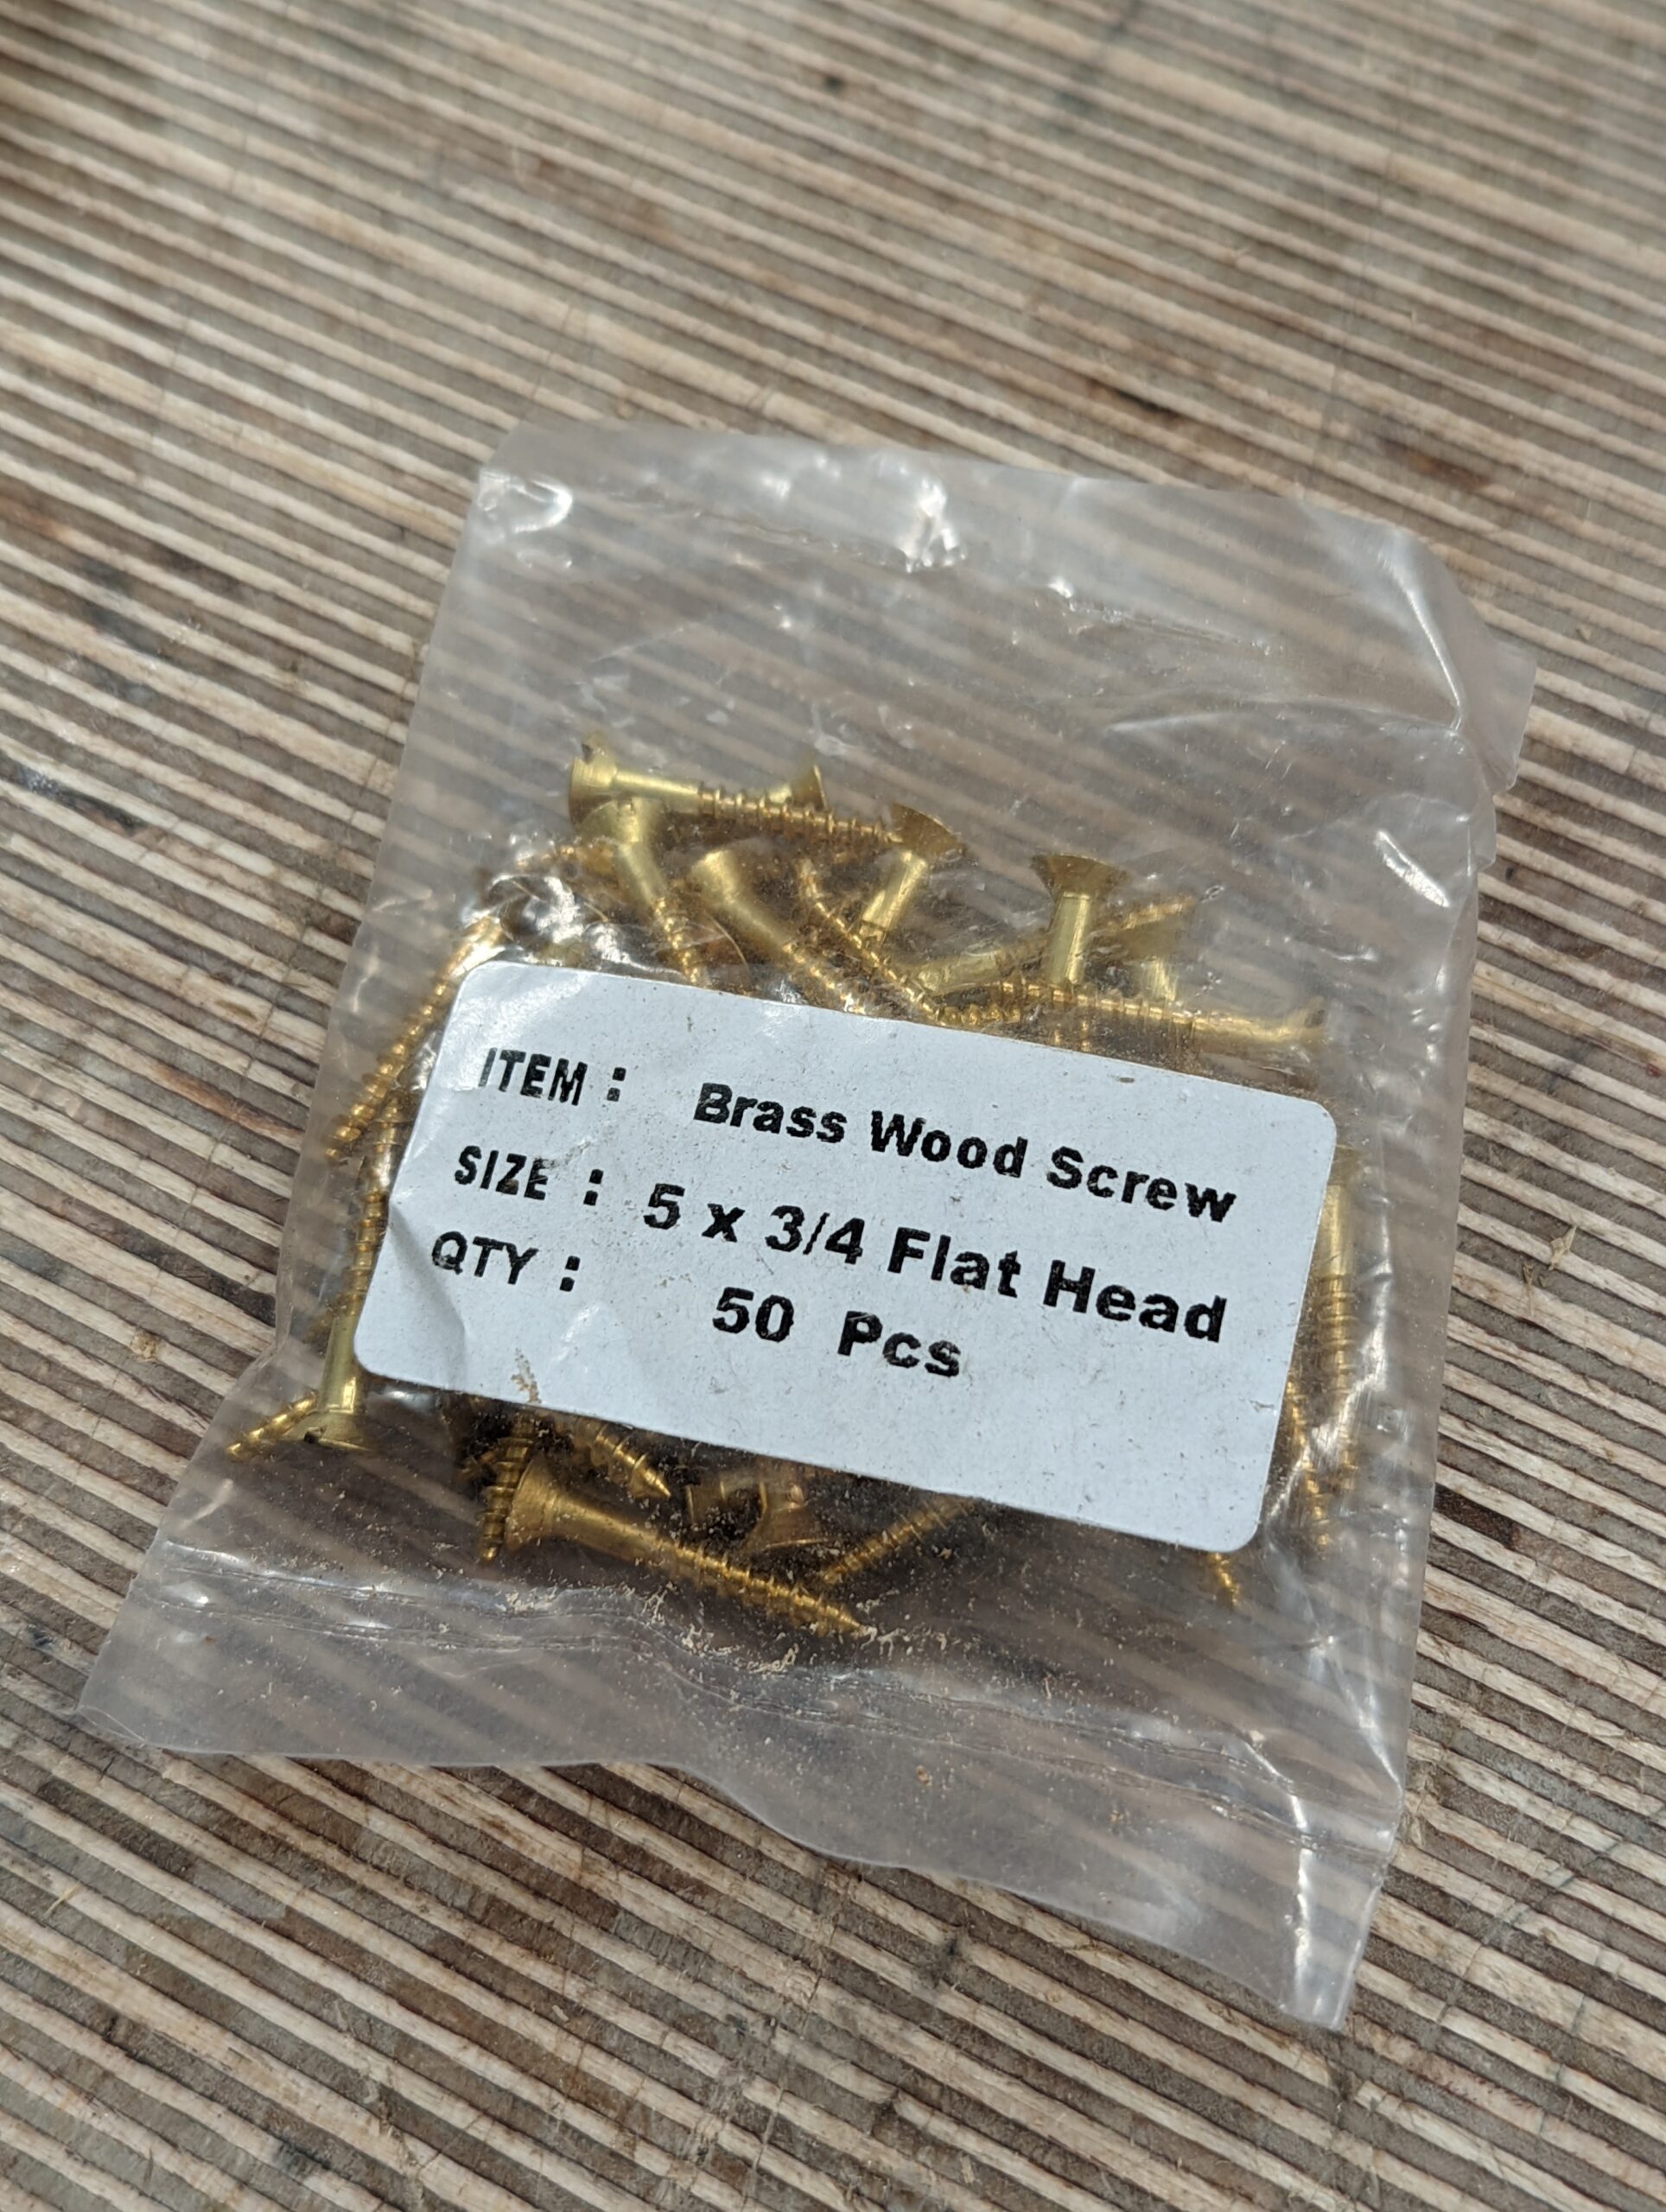 ITEM : Brass Wood Screw
SIZE : 5 x 3/4 Flat Head
QTY : 50 Pcs